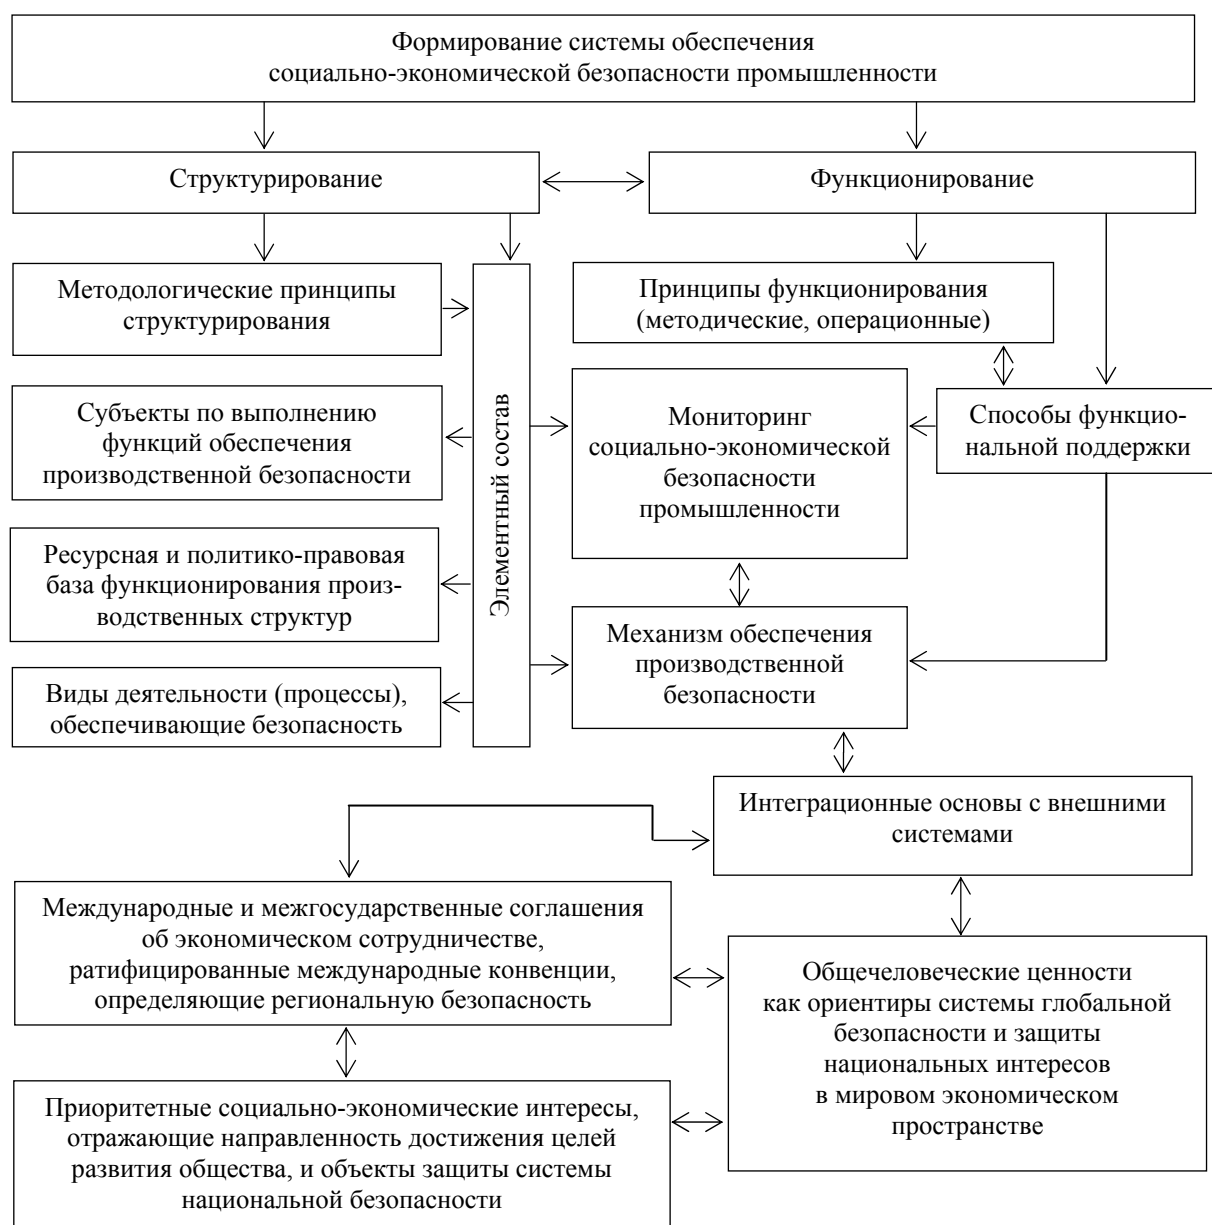 Формирование системы обеспечения
социально-экономической безопасности промышленности
Структурирование
Функционирование
Методологические принципы
структурирования
Принципы функционирования
(методические, операционные)
Субъекты по выполнению
функций обеспечения
производственной безопасности
Элементный состав
Мониторинг
социально-экономической
безопасности
промышленности
Способы функцио-
нальной поддержки
Ресурсная и политико-правовая
база функционирования произ-
водственных структур
Механизм обеспечения
производственной
безопасности
Виды деятельности (процессы),
обеспечивающие безопасность
Интеграционные основы с внешними
системами
Международные и межгосударственные соглашения
об экономическом сотрудничестве,
ратифицированные международные конвенции,
определяющие региональную безопасность
Общечеловеческие ценности
как ориентиры системы глобальной
безопасности и защиты
национальных интересов
в мировом экономическом
пространстве
Приоритетные социально-экономические интересы,
отражающие направленность достижения целей
развития общества, и объекты защиты системы
национальной безопасности